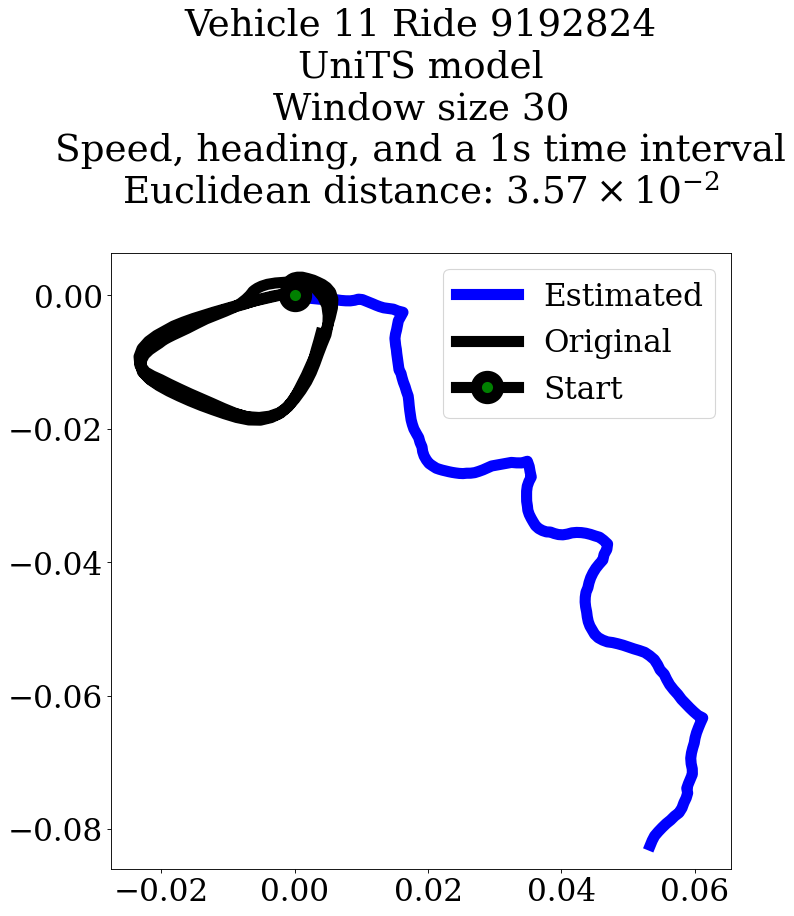 Vehicle 11 Ride 9192824
UniTS model
Window size 30
Speed, heading, and a 1s time interval
Euclidean distance: 3.57 × 10⁻²
Estimated
Original
Start
0.00
−0.02
−0.04
−0.06
−0.08
−0.02 0.00 0.02 0.04 0.06